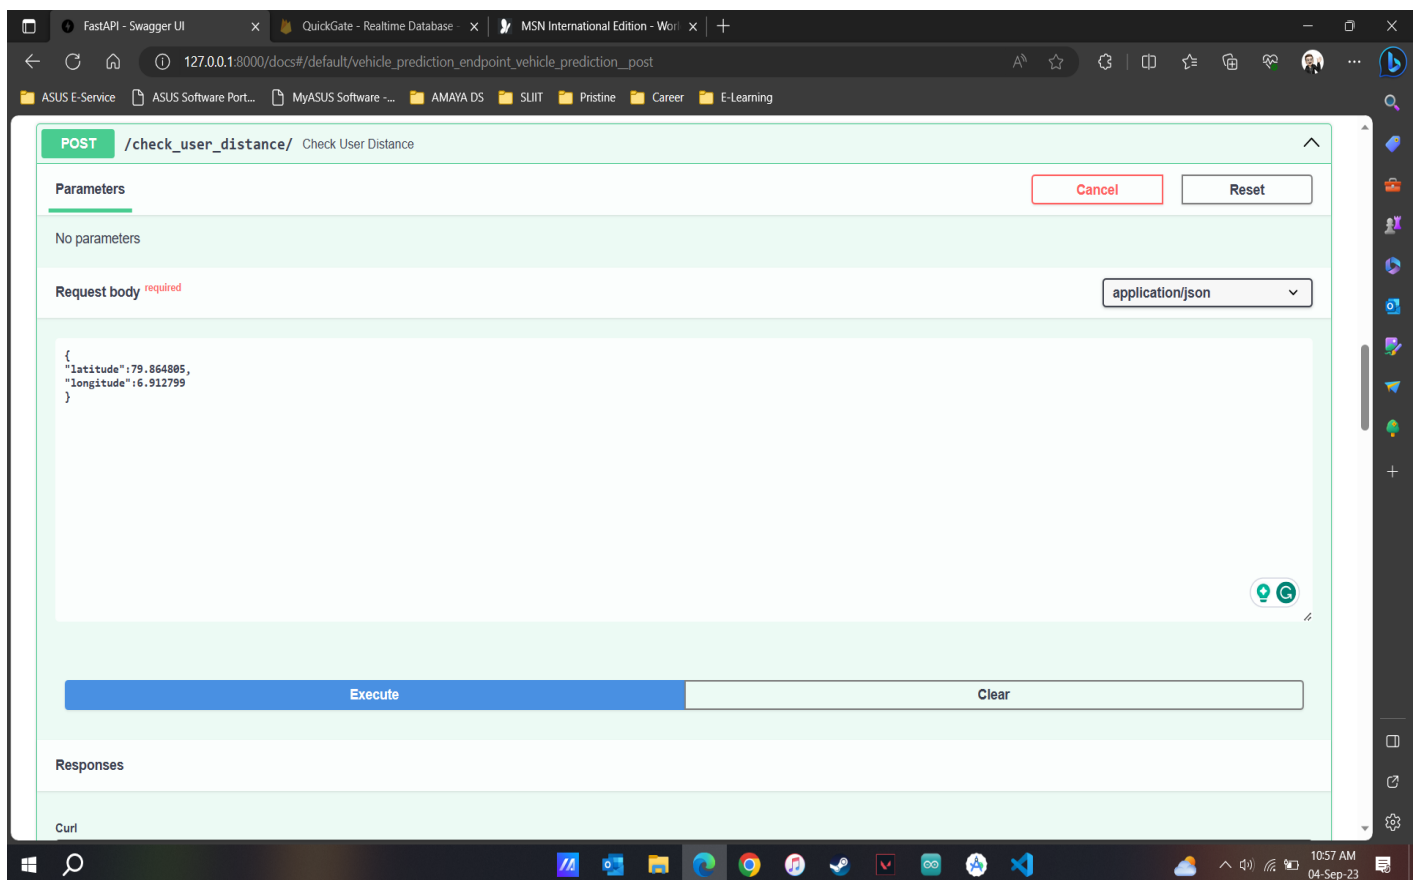 FastAPI - Swagger UI
QuickGate - Realtime Database -
MSN International Edition - Worl
127.0.0.1:8000/docs#/default/vehicle_prediction_endpoint_vehicle_prediction__post
ASUS E-Service ASUS Software Port... MyASUS Software -... AMAYA DS SLIIT Pristine Career E-Learning
POST /check_user_distance/ Check User Distance
Parameters Cancel Reset
No parameters
Request body required application/json
{
"latitude":79.864805,
"longitude":6.912799
}
Execute Clear
Responses
Curl
10:57 AM
04-Sep-23